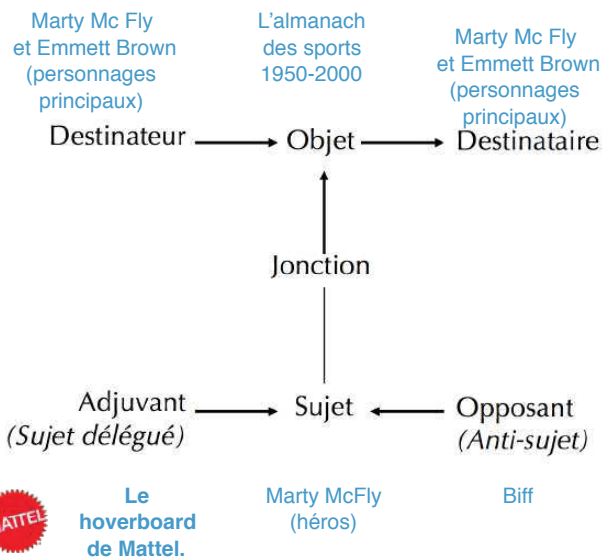 Marty Mc Fly
et Emmett Brown
(personnages
principaux)
L'almanach
des sports
1950-2000
Marty Mc Fly
et Emmett Brown
(personnages
principaux)
Destinateur
Objet
Destinataire
Jonction
Adjuvant
(Sujet délégué)
Sujet
Opposant
(Anti-sujet)
MATTEL
Le
hoverboard
de Mattel.
Marty McFly
(héros)
Biff